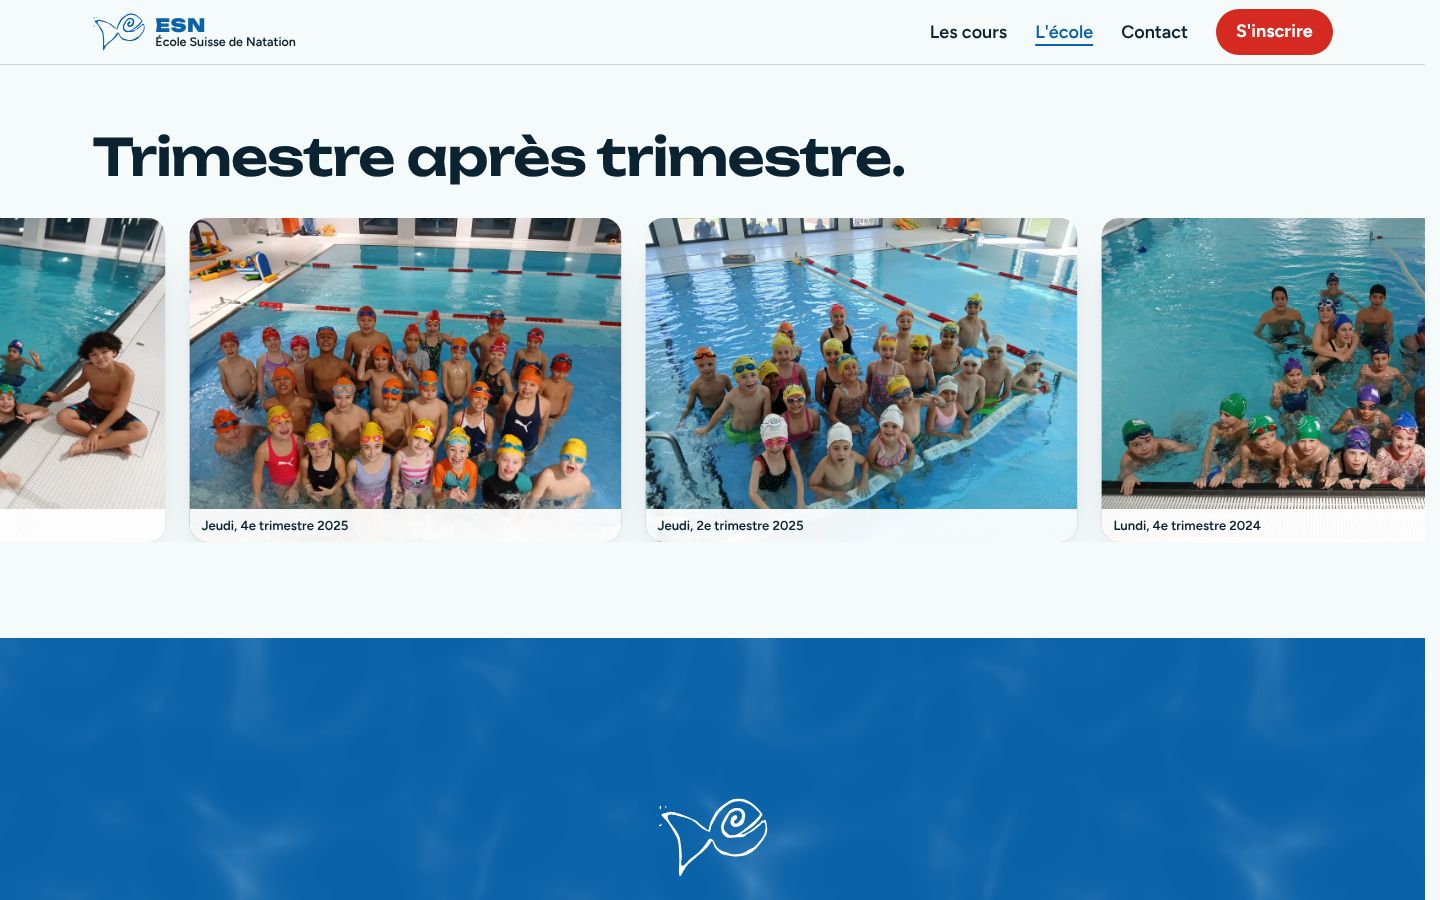 ESN
École Suisse de Natation
Les cours
L'école
Contact
S'inscrire
Trimestre après trimestre.
Jeudi, 4e trimestre 2025
Jeudi, 2e trimestre 2025
Lundi, 4e trimestre 2024